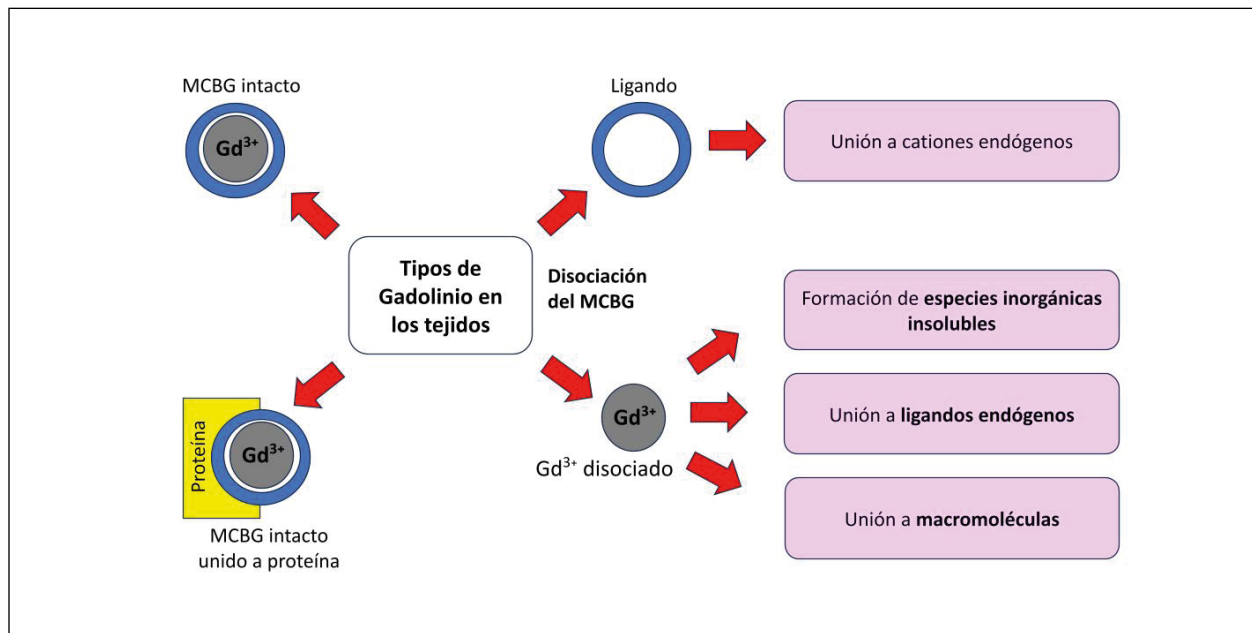 MCBG intacto
Gd³⁺
Ligando
Unión a cationes endógenos
Tipos de
Gadolinio en
los tejidos
Disociación
del MCBG
Formación de especies inorgánicas
insolubles
Proteína
Gd³⁺
MCBG intacto
unido a proteína
Gd³⁺
Gd³⁺ disociado
Unión a ligandos endógenos
Unión a macromoléculas